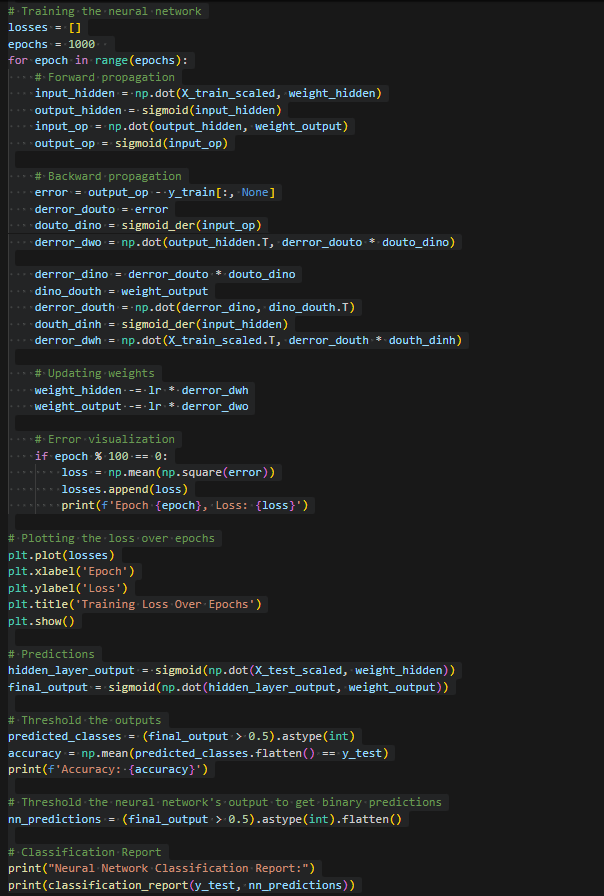 # Training the neural network
losses = []
epochs = 1000
for epoch in range(epochs):
    # Forward propagation
    input_hidden = np.dot(X_train_scaled, weight_hidden)
    output_hidden = sigmoid(input_hidden)
    input_op = np.dot(output_hidden, weight_output)
    output_op = sigmoid(input_op)

    # Backward propagation
    error = output_op - y_train[:, None]
    derror_douto = error
    douto_dino = sigmoid_der(input_op)
    derror_dwo = np.dot(output_hidden.T, derror_douto * douto_dino)

    derror_dino = derror_douto * douto_dino
    dino_douth = weight_output
    derror_douth = np.dot(derror_dino, dino_douth.T)
    douth_dinh = sigmoid_der(input_hidden)
    derror_dwh = np.dot(X_train_scaled.T, derror_douth * douth_dinh)

    # Updating weights
    weight_hidden -= lr * derror_dwh
    weight_output -= lr * derror_dwo

    # Error visualization
    if epoch % 100 == 0:
        loss = np.mean(np.square(error))
        losses.append(loss)
        print(f'Epoch {epoch}, Loss: {loss}')

# Plotting the loss over epochs
plt.plot(losses)
plt.xlabel('Epoch')
plt.ylabel('Loss')
plt.title('Training Loss Over Epochs')
plt.show()

# Predictions
hidden_layer_output = sigmoid(np.dot(X_test_scaled, weight_hidden))
final_output = sigmoid(np.dot(hidden_layer_output, weight_output))

# Threshold the outputs
predicted_classes = (final_output > 0.5).astype(int)
accuracy = np.mean(predicted_classes.flatten() == y_test)
print(f'Accuracy: {accuracy}')

# Threshold the neural network's output to get binary predictions
nn_predictions = (final_output > 0.5).astype(int).flatten()

# Classification Report
print("Neural Network Classification Report:")
print(classification_report(y_test, nn_predictions))